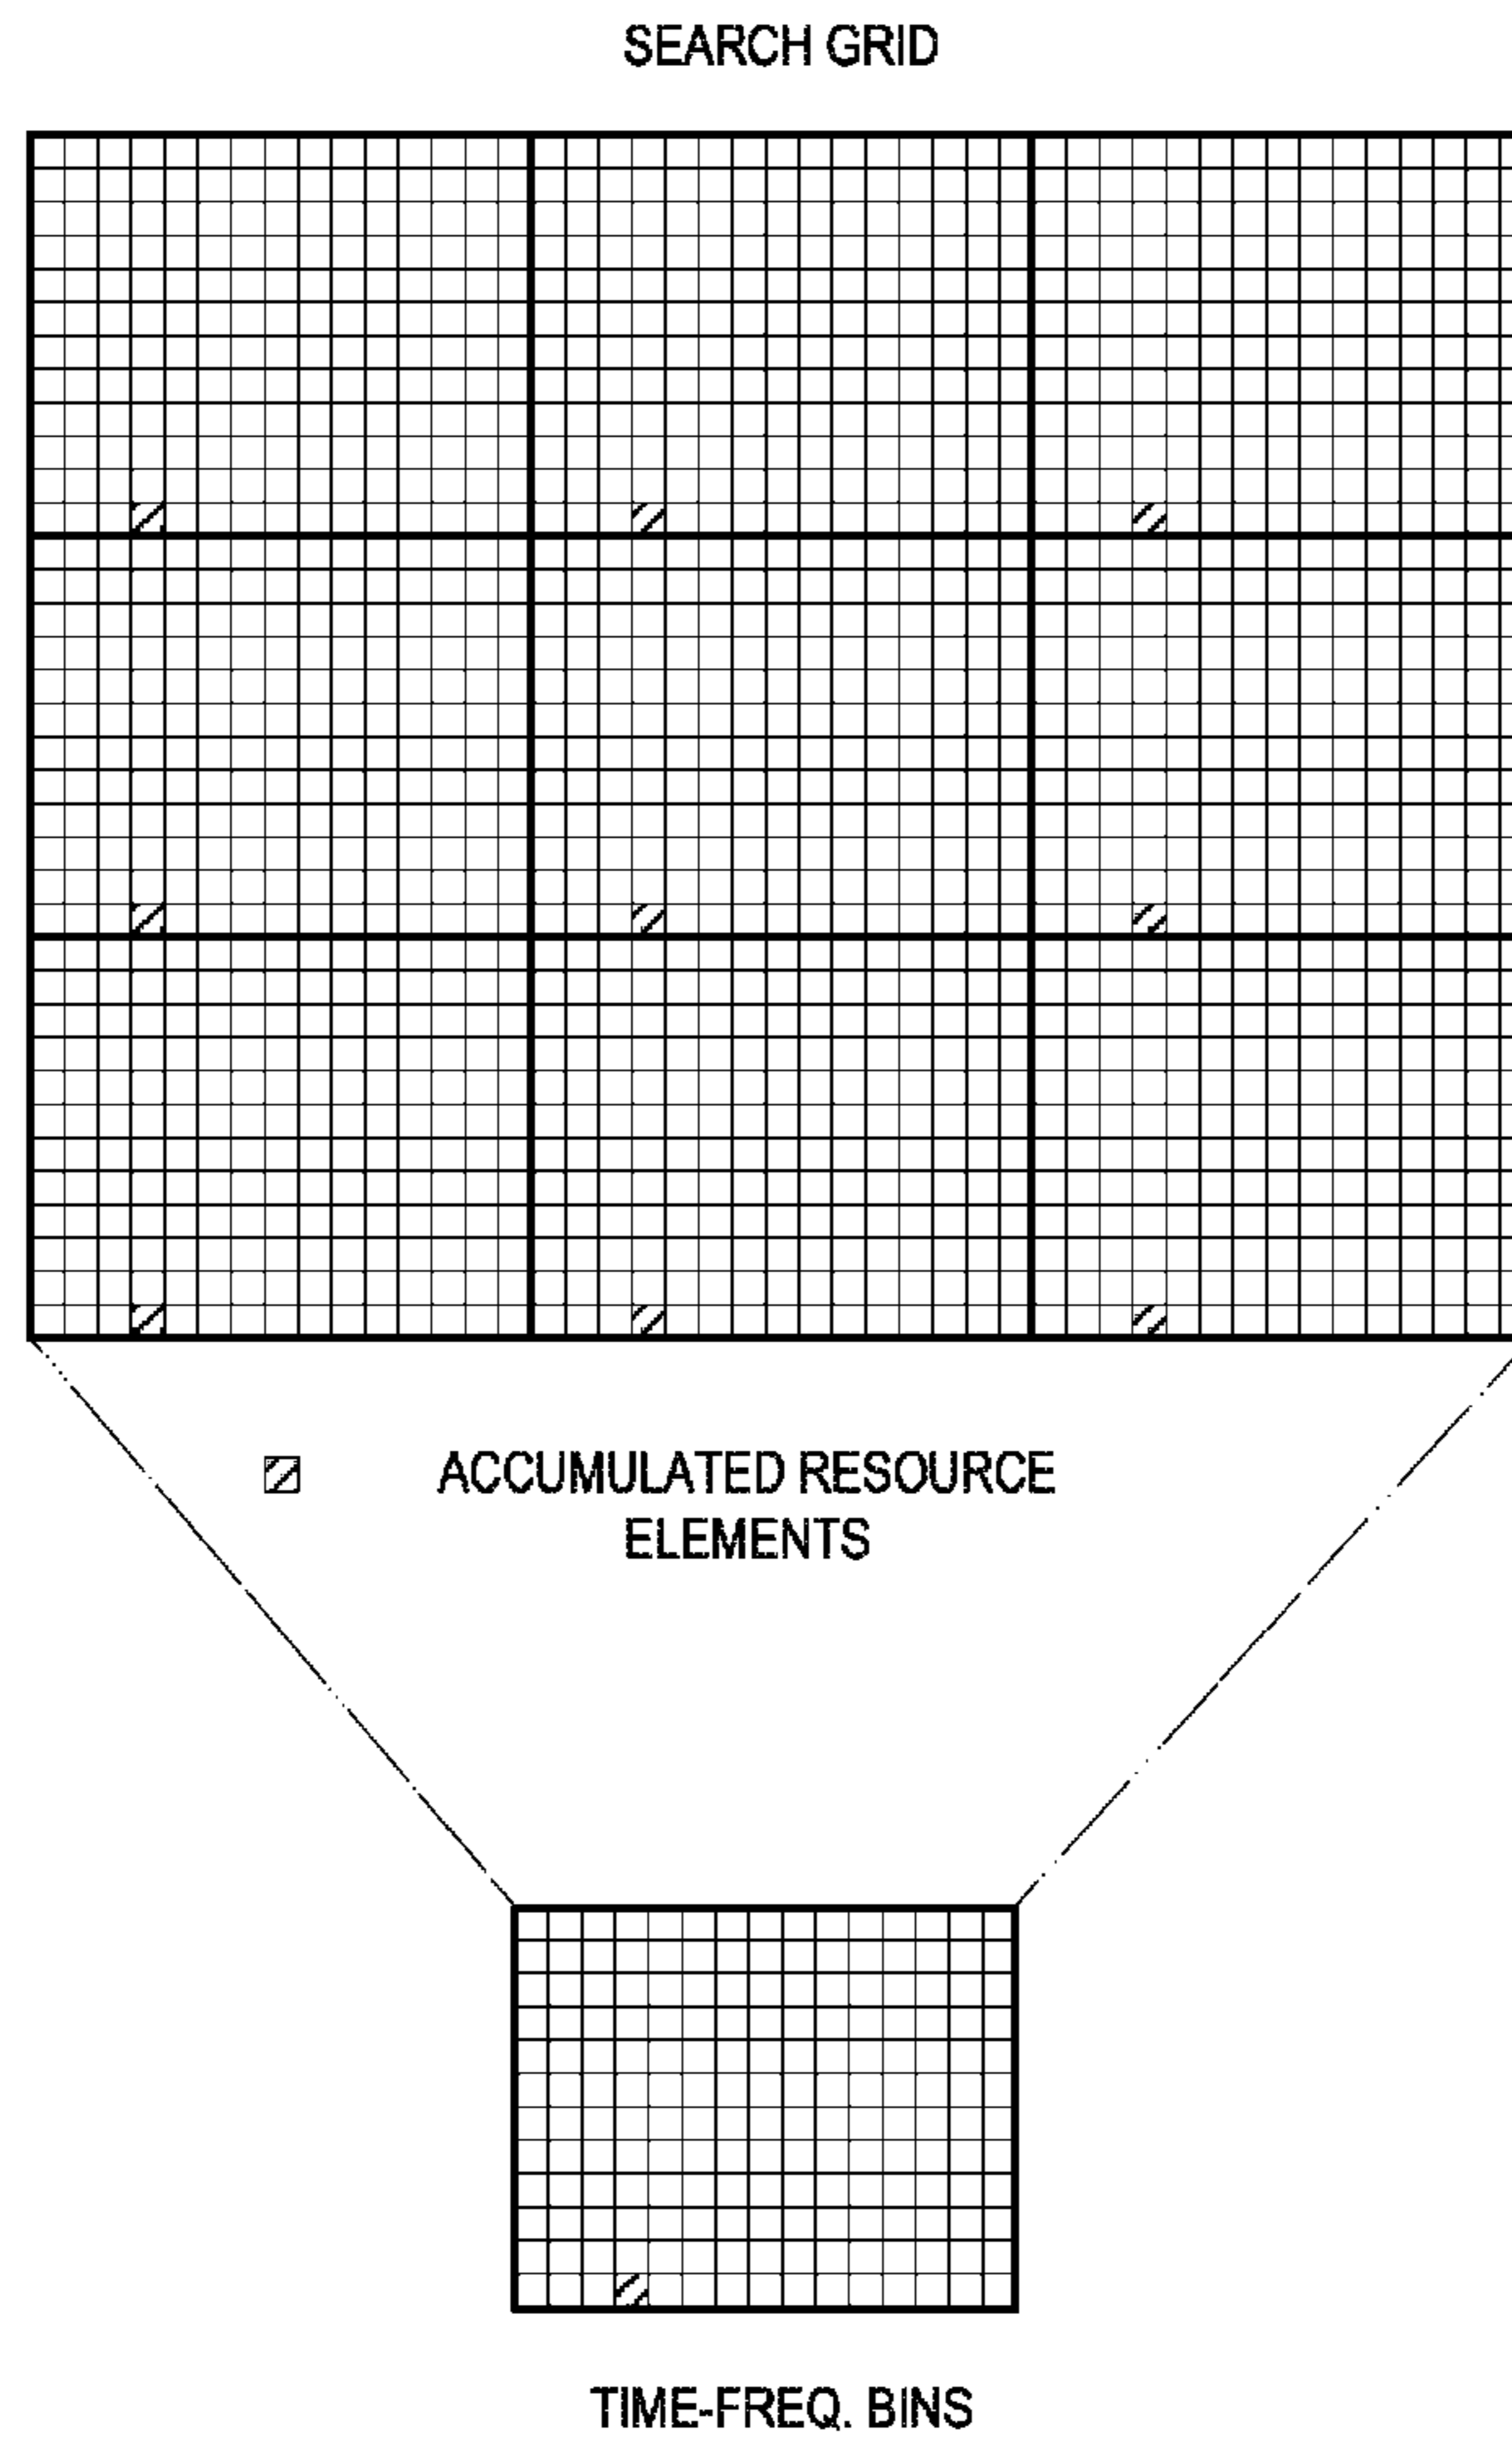 SEARCH GRID
ACCUMULATED RESOURCE
ELEMENTS
TIME-FREQ. BINS